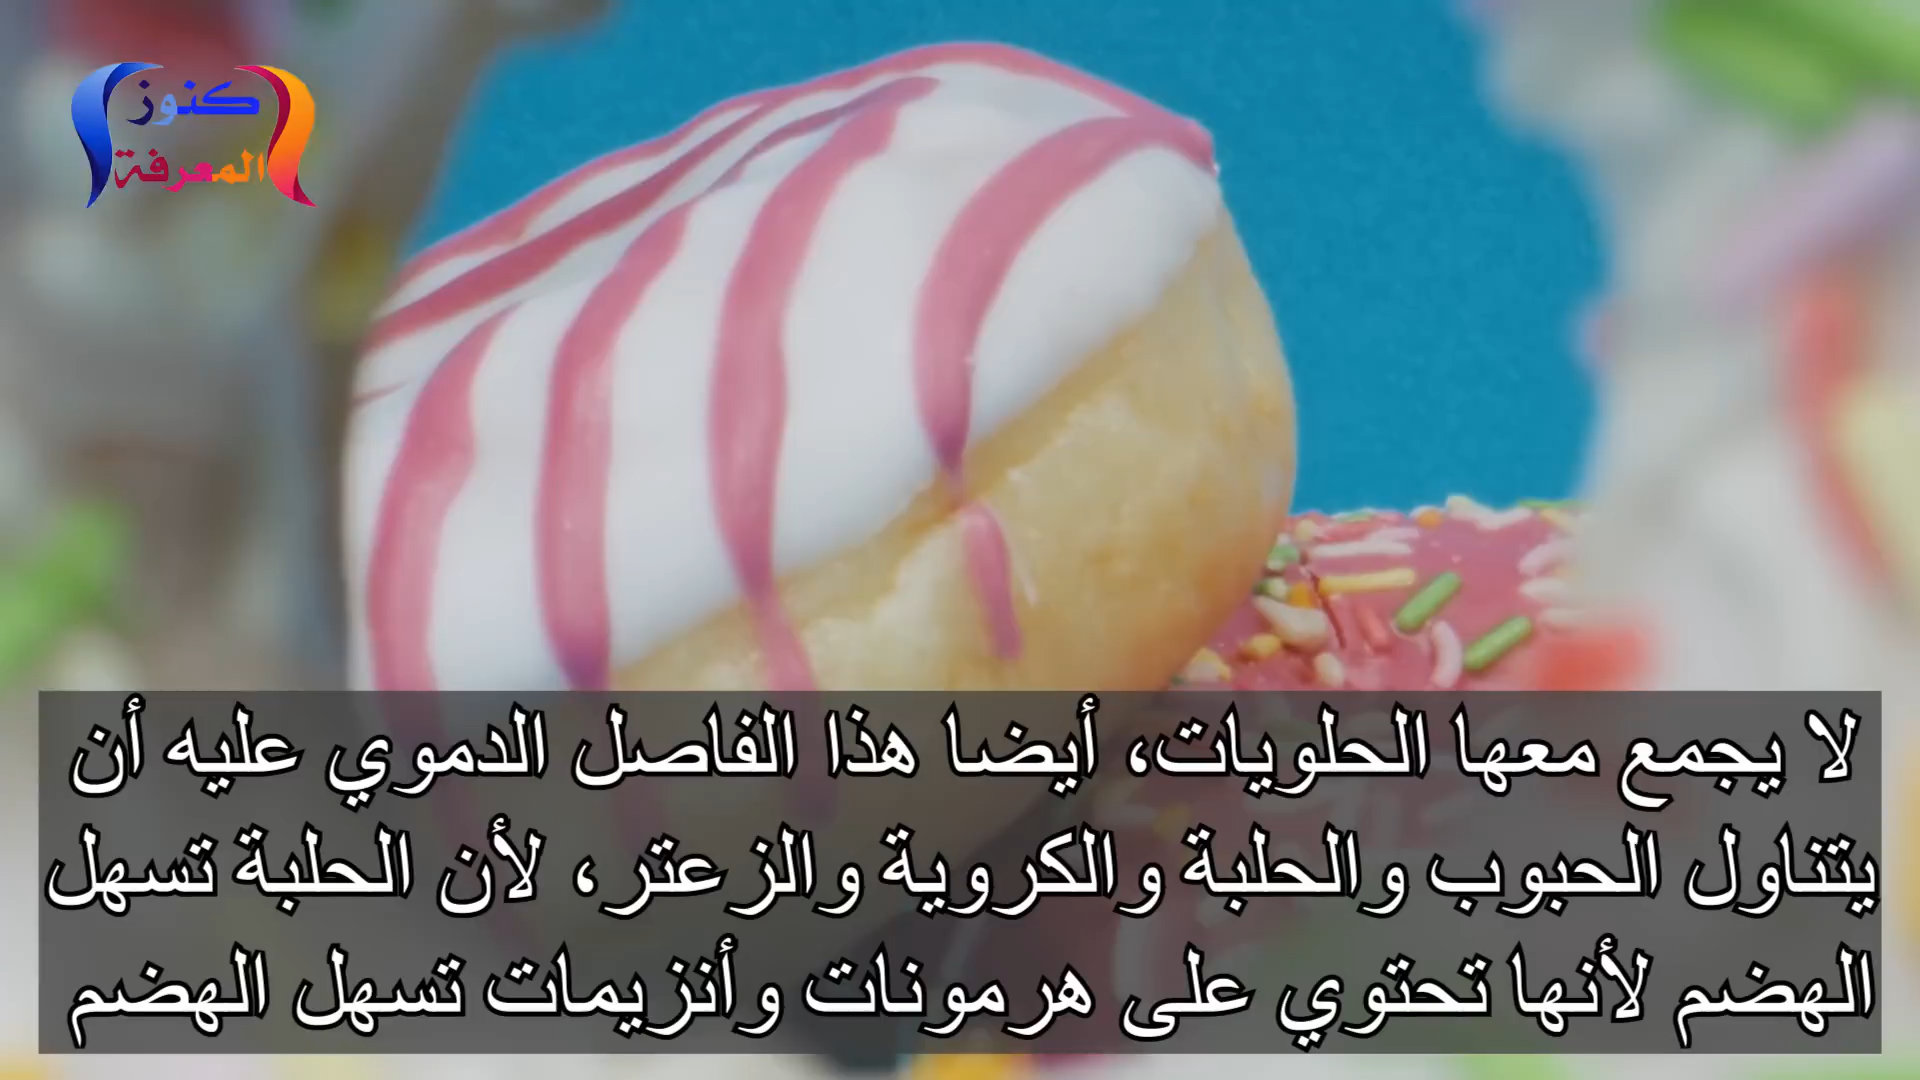 كنوز
المعرفة
لا يجمع معها الحلويات، أيضا هذا الفاصل الدموي عليه أن
يتناول الحبوب والحلبة والكروية والزعتر، لأن الحلبة تسهل
الهضم لأنها تحتوي على هرمونات وأنزيمات تسهل الهضم